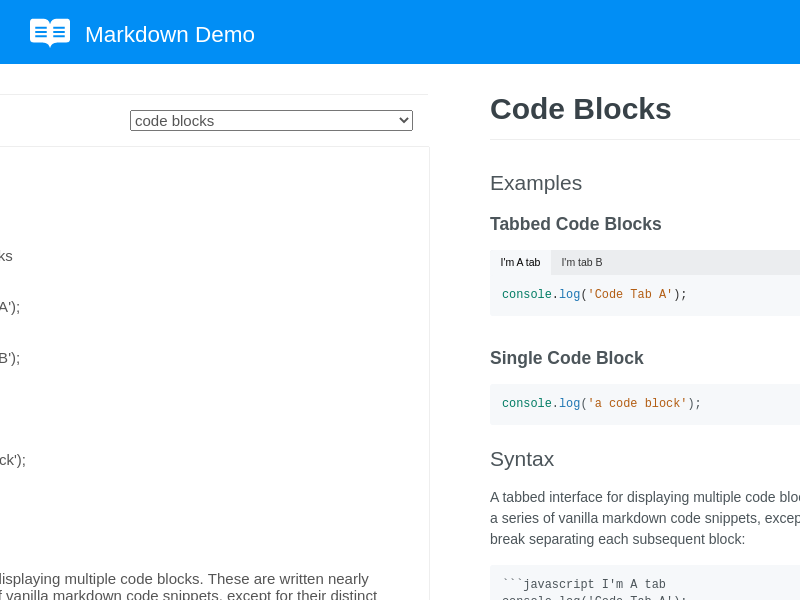 Markdown Demo
code blocks
ks
A');
B');
ck');
displaying multiple code blocks. These are written nearly
f vanilla markdown code snippets, except for their distinct
Code Blocks
Examples
Tabbed Code Blocks
I'm A tab I'm tab B
console.log('Code Tab A');
Single Code Block
console.log('a code block');
Syntax
A tabbed interface for displaying multiple code bloc
a series of vanilla markdown code snippets, except
break separating each subsequent block:
```javascript I'm A tab
console.log('Code Tab A');